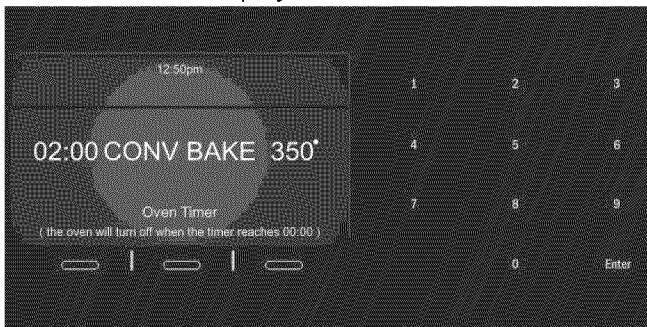 12:50pm
02:00 CONV BAKE 350°
Oven Timer
( the oven will turn off when the timer reaches 00:00 )
1 2 3
4 5 6
7 8 9
0 Enter